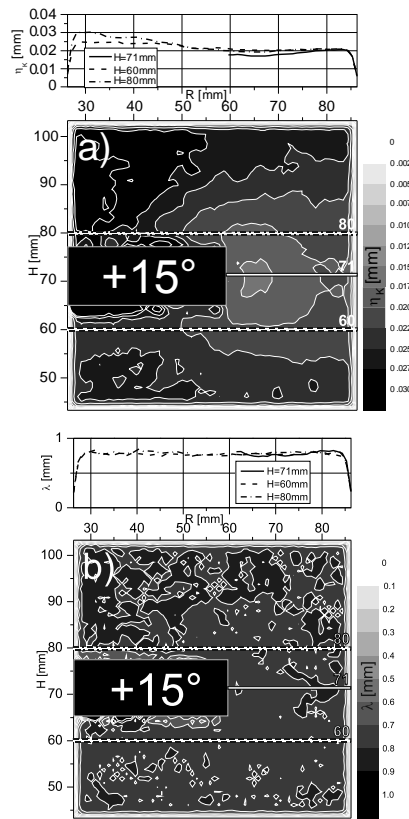 0.04
0.03
0.02
0.01
0
η_K [mm]
H=71mm
H=60mm
H=80mm
30 40 50 60 70 80
R [mm]
a)
100
90
80
70
60
50
H [mm]
80
71
60
+15°
0
0.002
0.005
0.007
0.010
0.012
0.015
0.017
0.020
0.022
0.025
0.027
0.030
η_K [mm]
1
0
λ [mm]
H=71mm
H=60mm
H=80mm
30 40 50 60 70 80
R [mm]
b)
100
90
80
70
60
50
H [mm]
80
71
60
+15°
0
0.1
0.2
0.3
0.4
0.5
0.6
0.7
0.8
0.9
1.0
λ [mm]